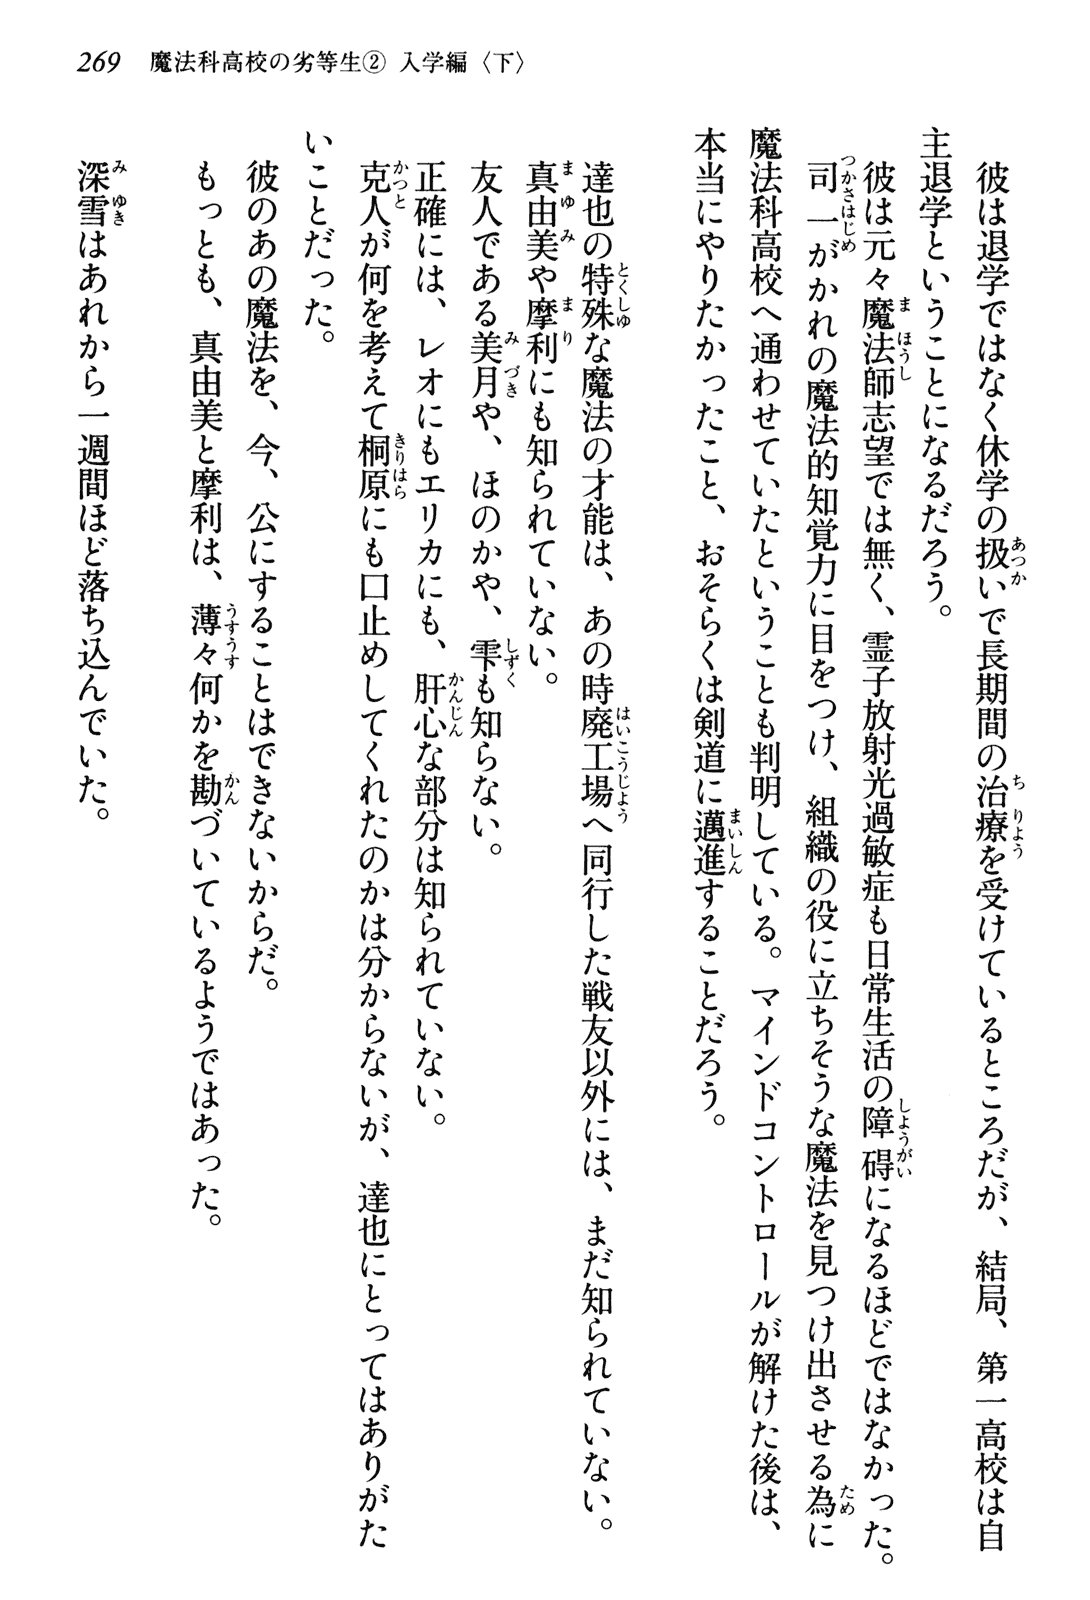 269 魔法科高校の劣等生② 入学編〈下〉
彼は退学ではなく休学の扱いで長期間の治療を受けているところだが、結局、第一高校は自
主退学ということになるだろう。
彼は元々魔法師志望では無く、霊子放射光過敏症も日常生活の障碍になるほどではなかった。
司一がかれの魔法的知覚力に目をつけ、組織の役に立ちそうな魔法を見つけ出させる為に
魔法科高校へ通わせていたということも判明している。マインドコントロールが解けた後は、
本当にやりたかったこと、おそらくは剣道に邁進することだろう。
達也の特殊な魔法の才能は、あの時廃工場へ同行した戦友以外には、まだ知られていない。
真由美や摩利にも知られていない。
友人である美月や、ほのかや、雫も知らない。
正確には、レオにもエリカにも、肝心な部分は知られていない。
克人が何を考えて桐原にも口止めしてくれたのかは分からないが、達也にとってはありがた
いことだった。
彼のあの魔法を、今、公にすることはできないからだ。
もっとも、真由美と摩利は、薄々何かを勘づいているようではあった。
深雪はあれから一週間ほど落ち込んでいた。